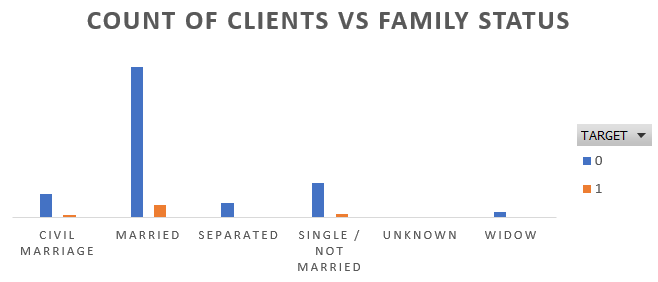 COUNT OF CLIENTS VS FAMILY STATUS
TARGET
0
1
CIVIL
MARRIAGE
MARRIED
SEPARATED
SINGLE /
NOT
MARRIED
UNKNOWN
WIDOW